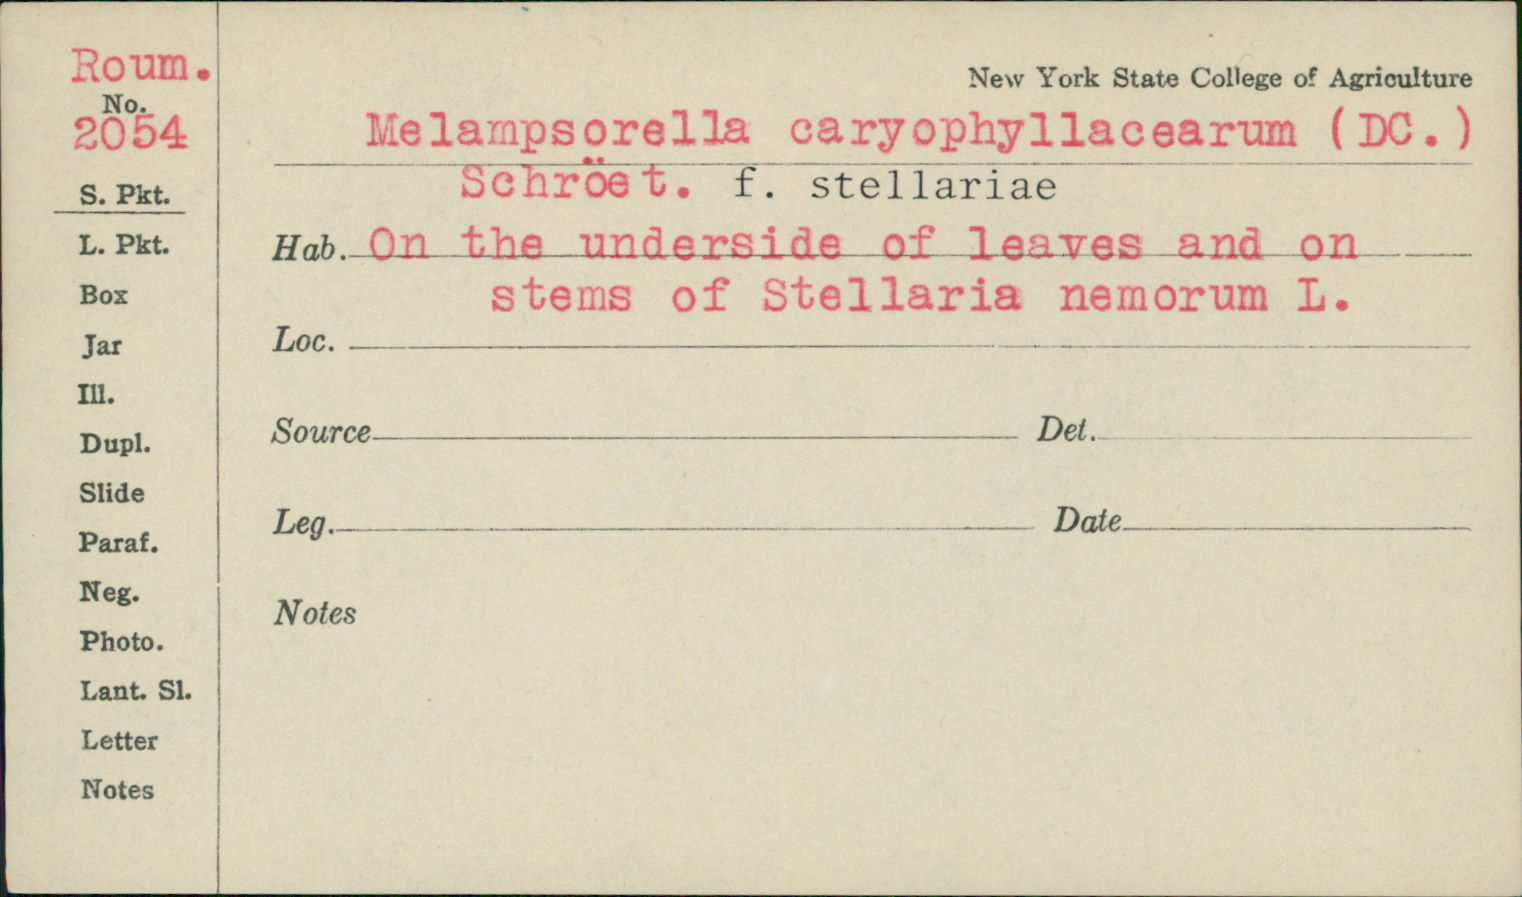 Roum.
No.
2054
S. Pkt.
L. Pkt.
Box
Jar
Ill.
Dupl.
Slide
Paraf.
Neg.
Photo.
Lant. Sl.
Letter
Notes
New York State College of Agriculture
Melampsorella caryophyllacearum (DC.)
Schröet. f. stellariae
Hab. On the underside of leaves and on
stems of Stellaria nemorum L.
Loc.
Source Det.
Leg. Date
Notes